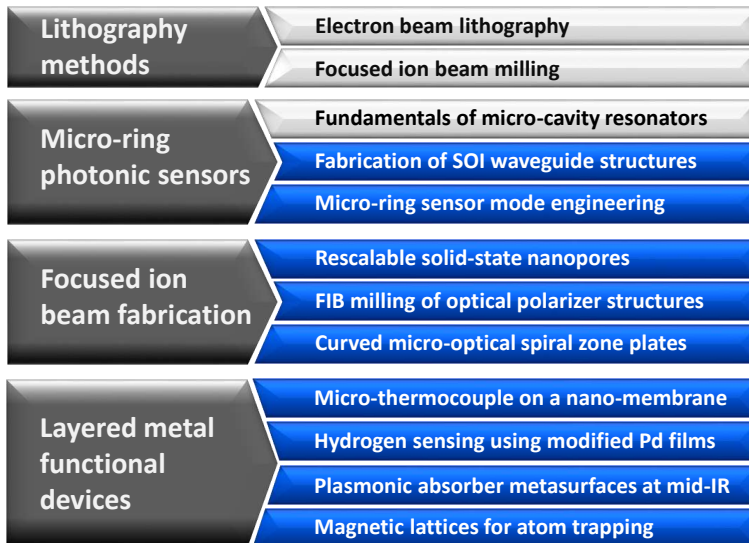 Lithography
methods
Electron beam lithography
Focused ion beam milling
Micro-ring
photonic sensors
Fundamentals of micro-cavity resonators
Fabrication of SOI waveguide structures
Micro-ring sensor mode engineering
Focused ion
beam fabrication
Rescalable solid-state nanopores
FIB milling of optical polarizer structures
Curved micro-optical spiral zone plates
Layered metal
functional
devices
Micro-thermocouple on a nano-membrane
Hydrogen sensing using modified Pd films
Plasmonic absorber metasurfaces at mid-IR
Magnetic lattices for atom trapping